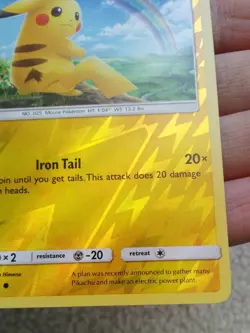 NO. 025 Mouse Pokémon HT: 1'04" WT: 13.2 lbs
Iron Tail 20×
until you get tails. This attack does 20 damage
heads.
× 2 resistance -20 retreat
A plan was recently announced to gather many
Pikachu and make an electric power plant.